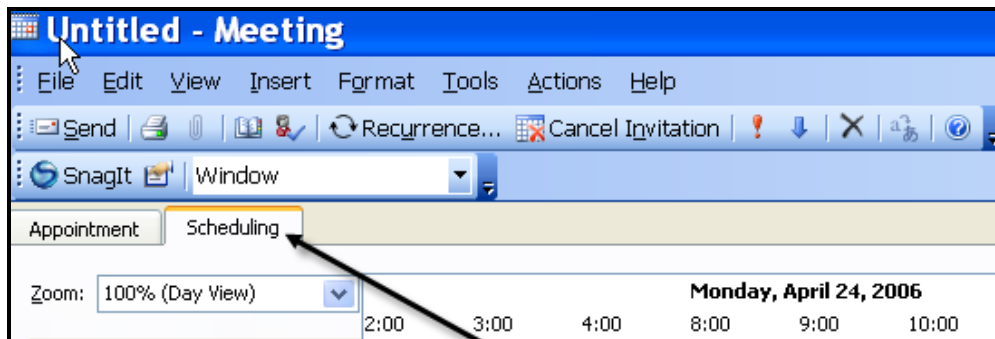 Untitled - Meeting
File Edit View Insert Format Tools Actions Help
Send Recurrence... Cancel Invitation
SnagIt Window
Appointment Scheduling
Zoom: 100% (Day View) Monday, April 24, 2006
2:00 3:00 4:00 8:00 9:00 10:00